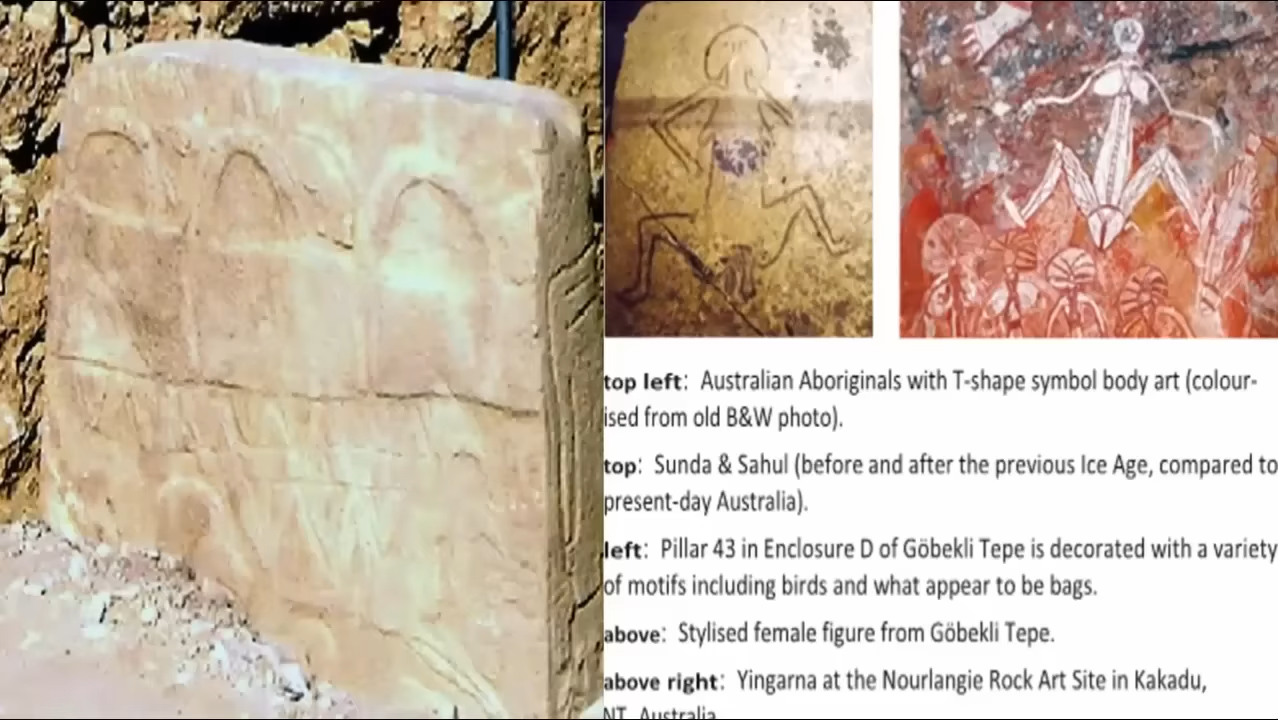 top left: Australian Aboriginals with T-shape symbol body art (colour-
ised from old B&W photo).
top: Sunda & Sahul (before and after the previous Ice Age, compared to
present-day Australia).
left: Pillar 43 in Enclosure D of Göbekli Tepe is decorated with a variety
of motifs including birds and what appear to be bags.
above: Stylised female figure from Göbekli Tepe.
above right: Yingarna at the Nourlangie Rock Art Site in Kakadu,
NT, Australia